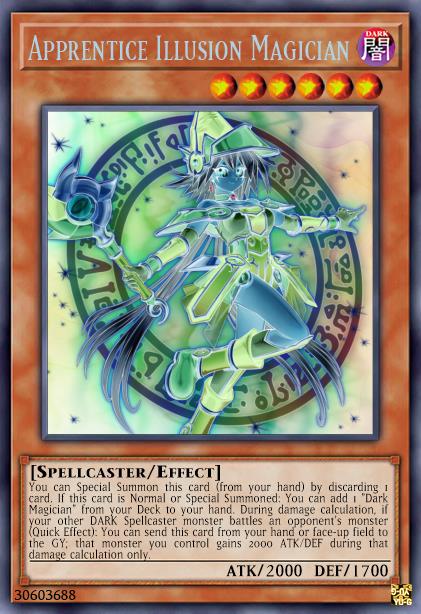 APPRENTICE ILLUSION MAGICIAN
DARK
闇
[SPELLCASTER/EFFECT]
You can Special Summon this card (from your hand) by discarding 1
card. If this card is Normal or Special Summoned: You can add 1 "Dark
Magician" from your Deck to your hand. During damage calculation, if
your other DARK Spellcaster monster battles an opponent's monster
(Quick Effect): You can send this card from your hand or face-up field to
the GY; that monster you control gains 2000 ATK/DEF during that
damage calculation only.
ATK/2000 DEF/1700
30603688